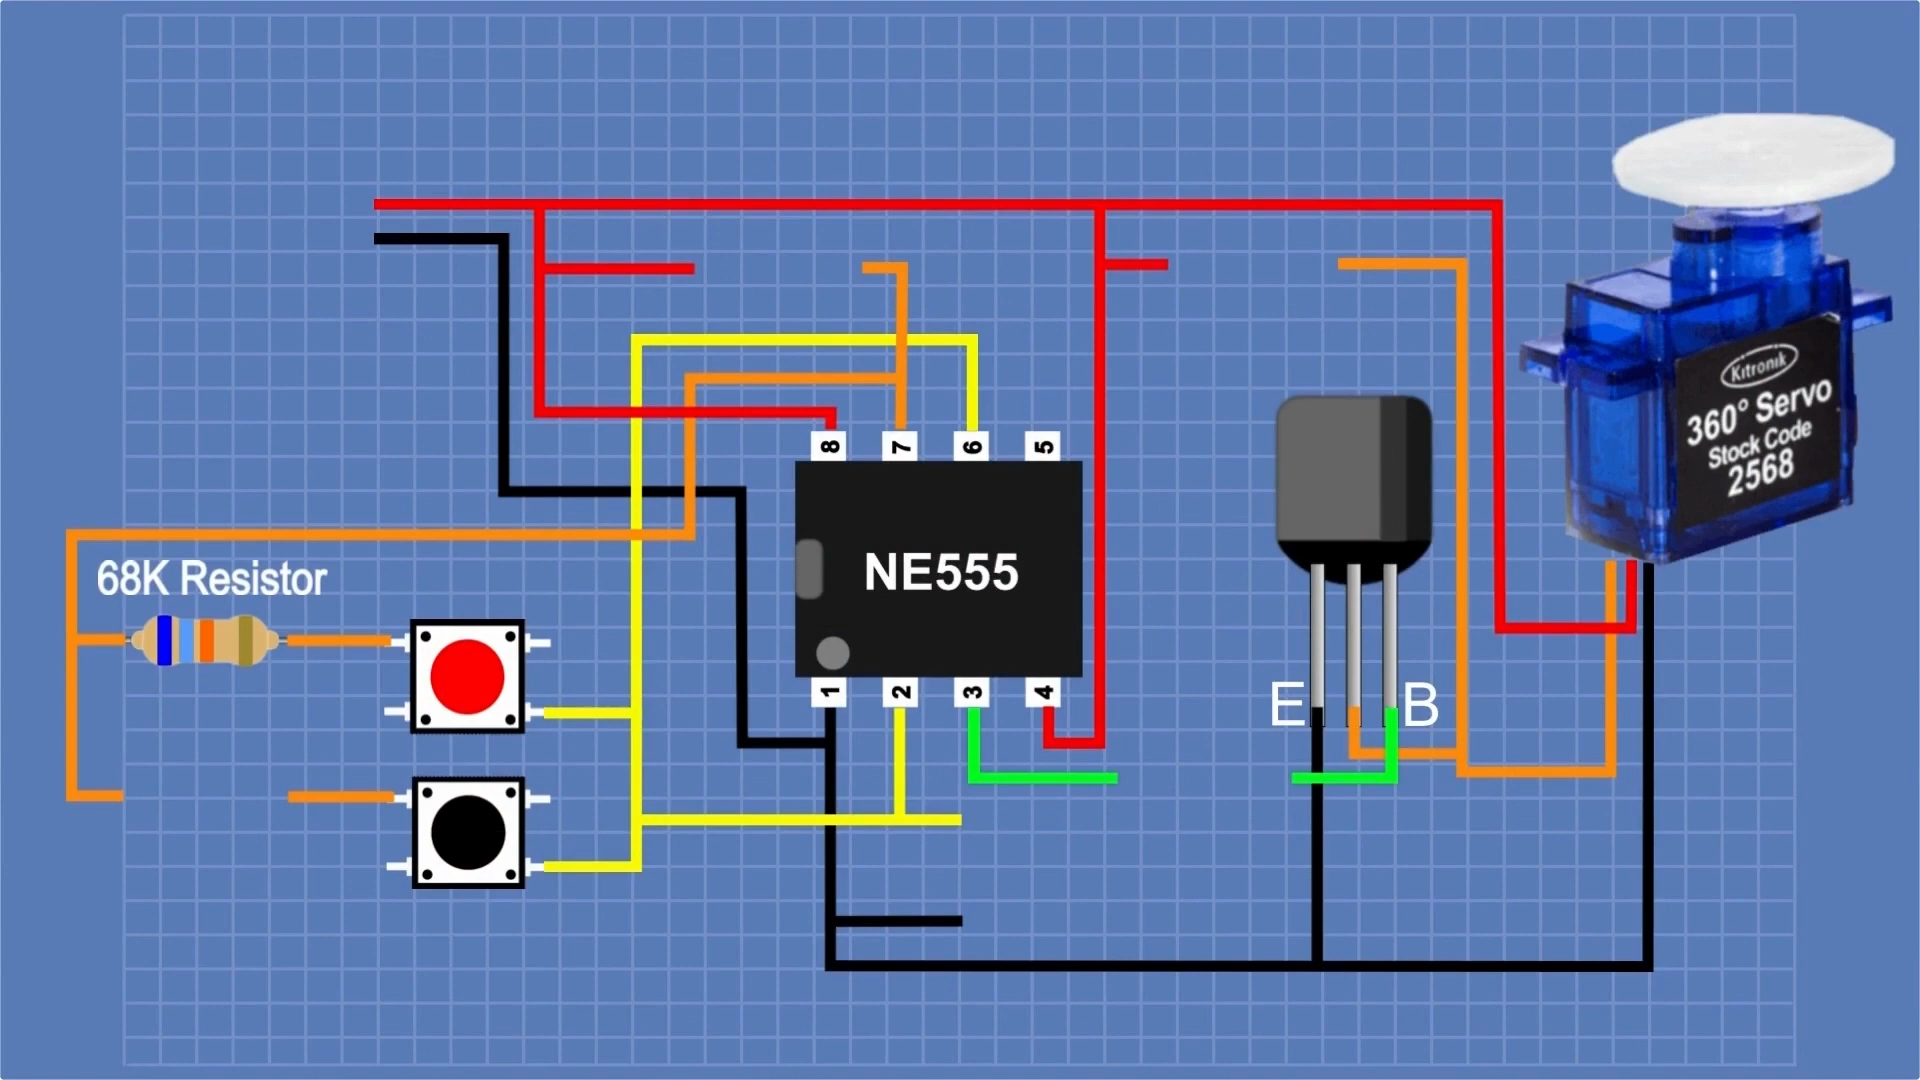 68K Resistor
8
7
6
5
NE555
1
2
3
4
E
B
Kitronik
360° Servo
Stock Code
2568